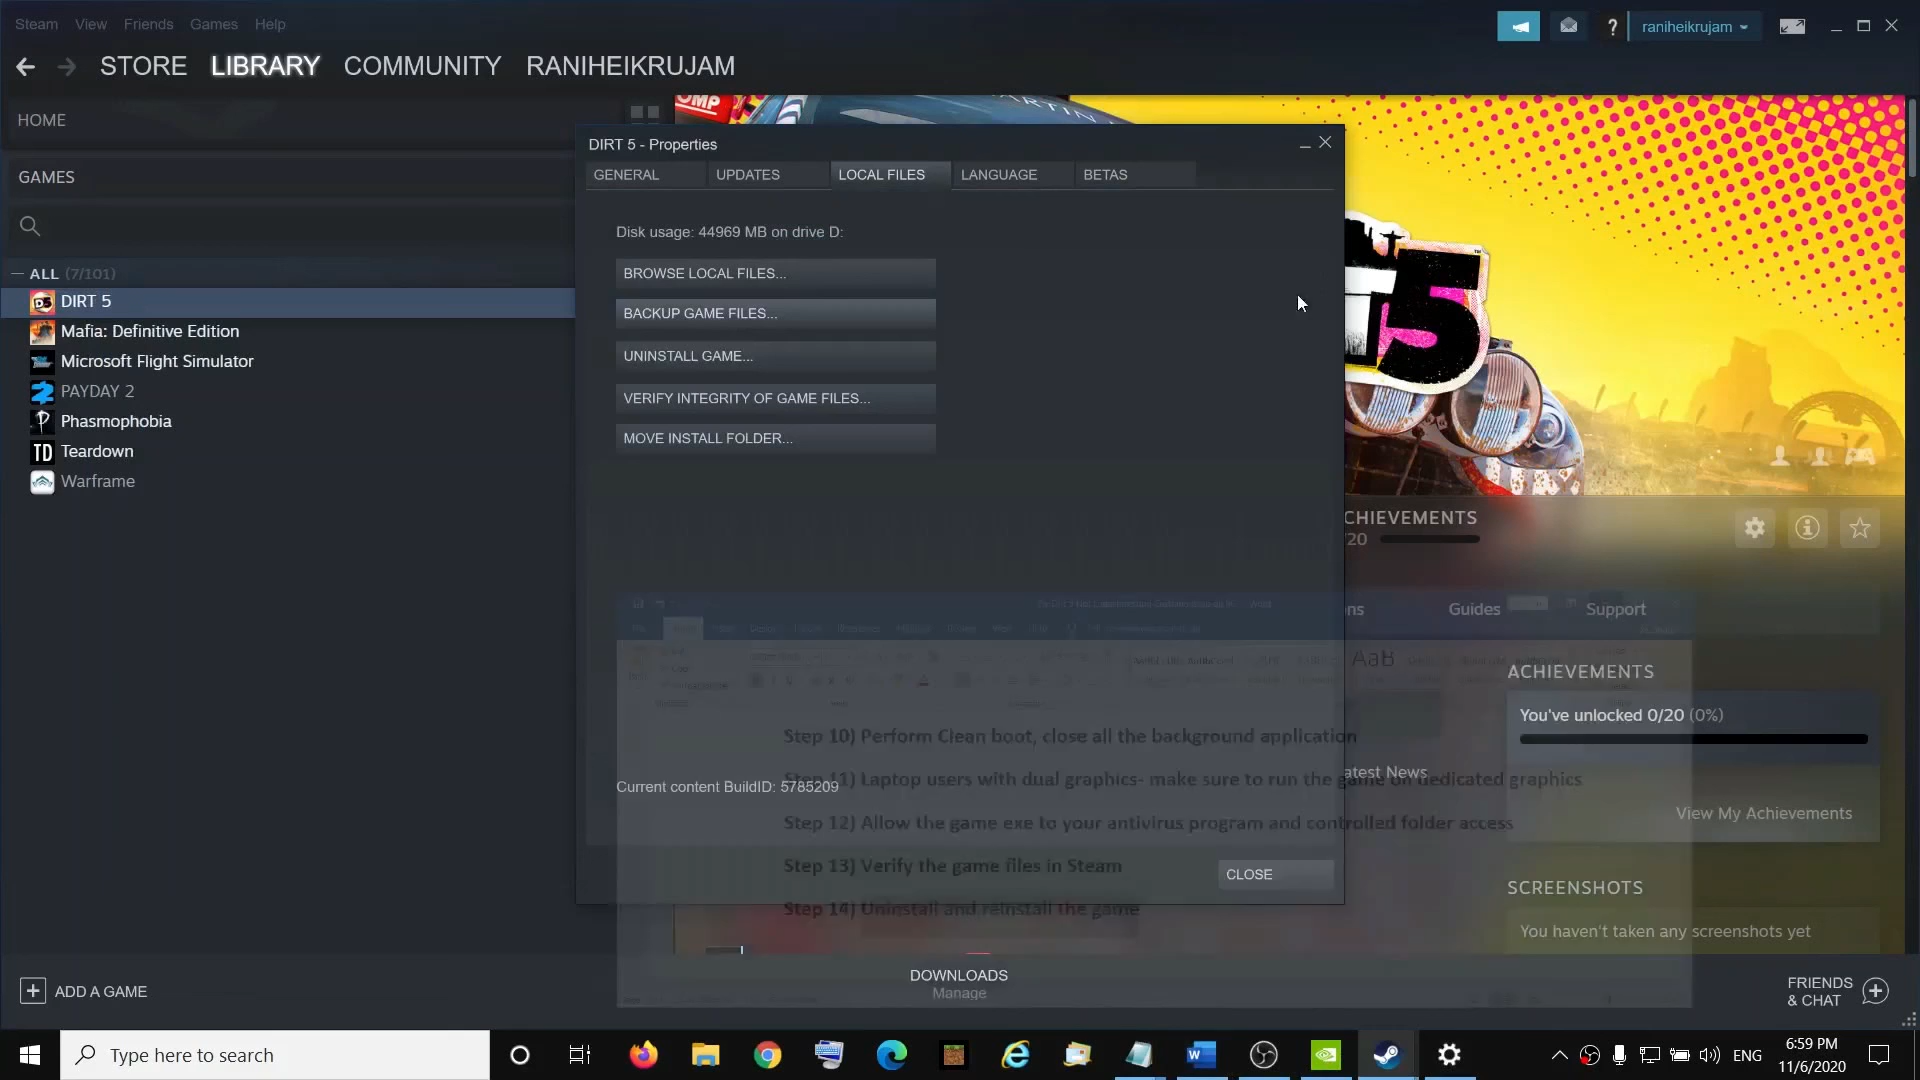 Steam View Friends Games Help
raniheikrujam
STORE LIBRARY COMMUNITY RANIHEIKRUJAM
HOME
GAMES
ALL (7/101)
DIRT 5
Mafia: Definitive Edition
Microsoft Flight Simulator
PAYDAY 2
Phasmophobia
Teardown
Warframe
DIRT 5 - Properties
GENERAL UPDATES LOCAL FILES LANGUAGE BETAS
Disk usage: 44969 MB on drive D:
BROWSE LOCAL FILES...
BACKUP GAME FILES...
UNINSTALL GAME...
VERIFY INTEGRITY OF GAME FILES...
MOVE INSTALL FOLDER...
CHIEVEMENTS
/20
ns Guides Support
ACHIEVEMENTS
You've unlocked 0/20 (0%)
Step 10) Perform Clean boot, close all the background application
atest News
Step 11) Laptop users with dual graphics- make sure to run the game on dedicated graphics
Current content BuildID: 5785209
View My Achievements
Step 12) Allow the game exe to your antivirus program and controlled folder access
Step 13) Verify the game files in Steam
CLOSE
SCREENSHOTS
Step 14) Uninstall and reinstall the game
You haven't taken any screenshots yet
ADD A GAME
DOWNLOADS
Manage
FRIENDS
& CHAT
Type here to search
ENG
6:59 PM
11/6/2020